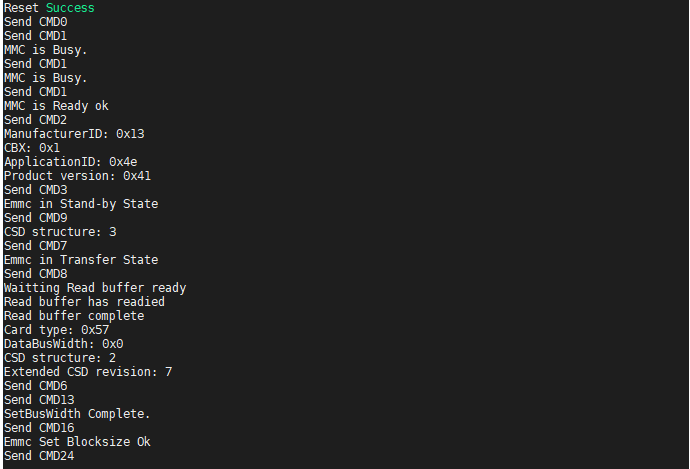 Reset Success
Send CMD0
Send CMD1
MMC is Busy.
Send CMD1
MMC is Busy.
Send CMD1
MMC is Ready ok
Send CMD2
ManufacturerID: 0x13
CBX: 0x1
ApplicationID: 0x4e
Product version: 0x41
Send CMD3
Emmc in Stand-by State
Send CMD9
CSD structure: 3
Send CMD7
Emmc in Transfer State
Send CMD8
Waitting Read buffer ready
Read buffer has readied
Read buffer complete
Card type: 0x57
DataBusWidth: 0x0
CSD structure: 2
Extended CSD revision: 7
Send CMD6
Send CMD13
SetBusWidth Complete.
Send CMD16
Emmc Set Blocksize Ok
Send CMD24